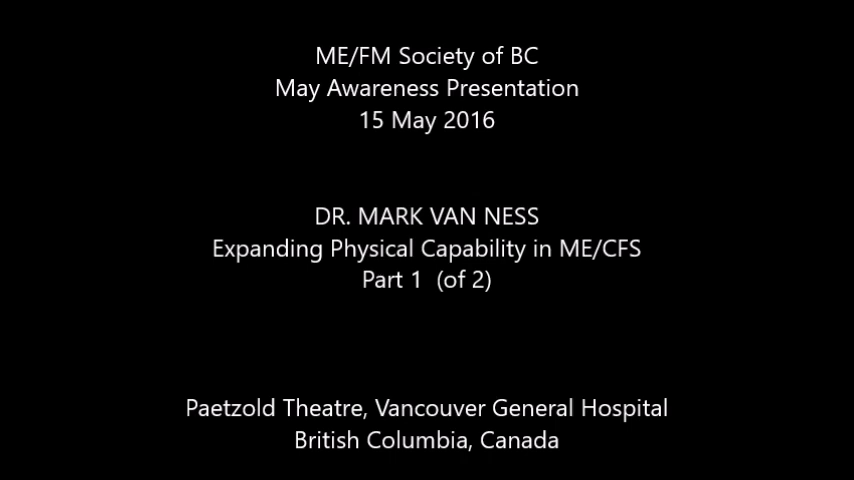 ME/FM Society of BC
May Awareness Presentation
15 May 2016
DR. MARK VAN NESS
Expanding Physical Capability in ME/CFS
Part 1  (of 2)
Paetzold Theatre, Vancouver General Hospital
British Columbia, Canada